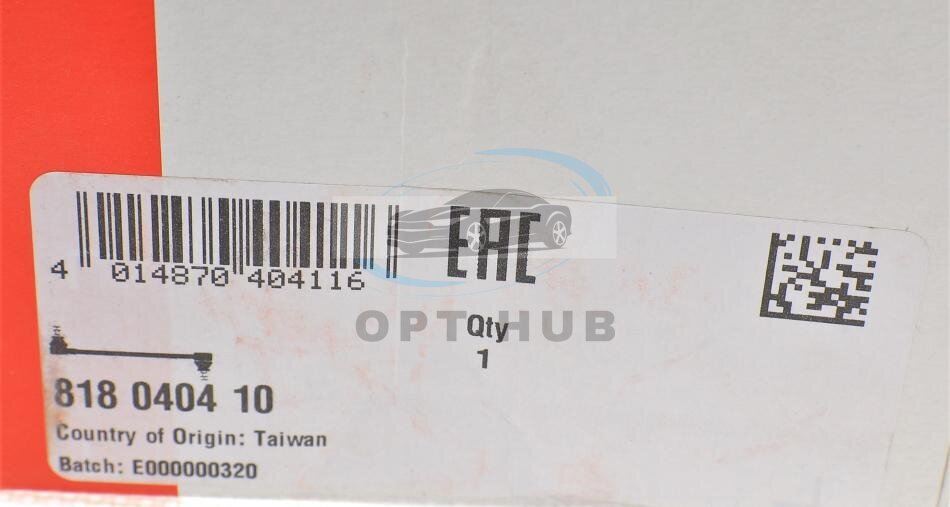 4 014870 404116
EAC
Qty
1
OPTHUB
818 0404 10
Country of Origin: Taiwan
Batch: E000000320